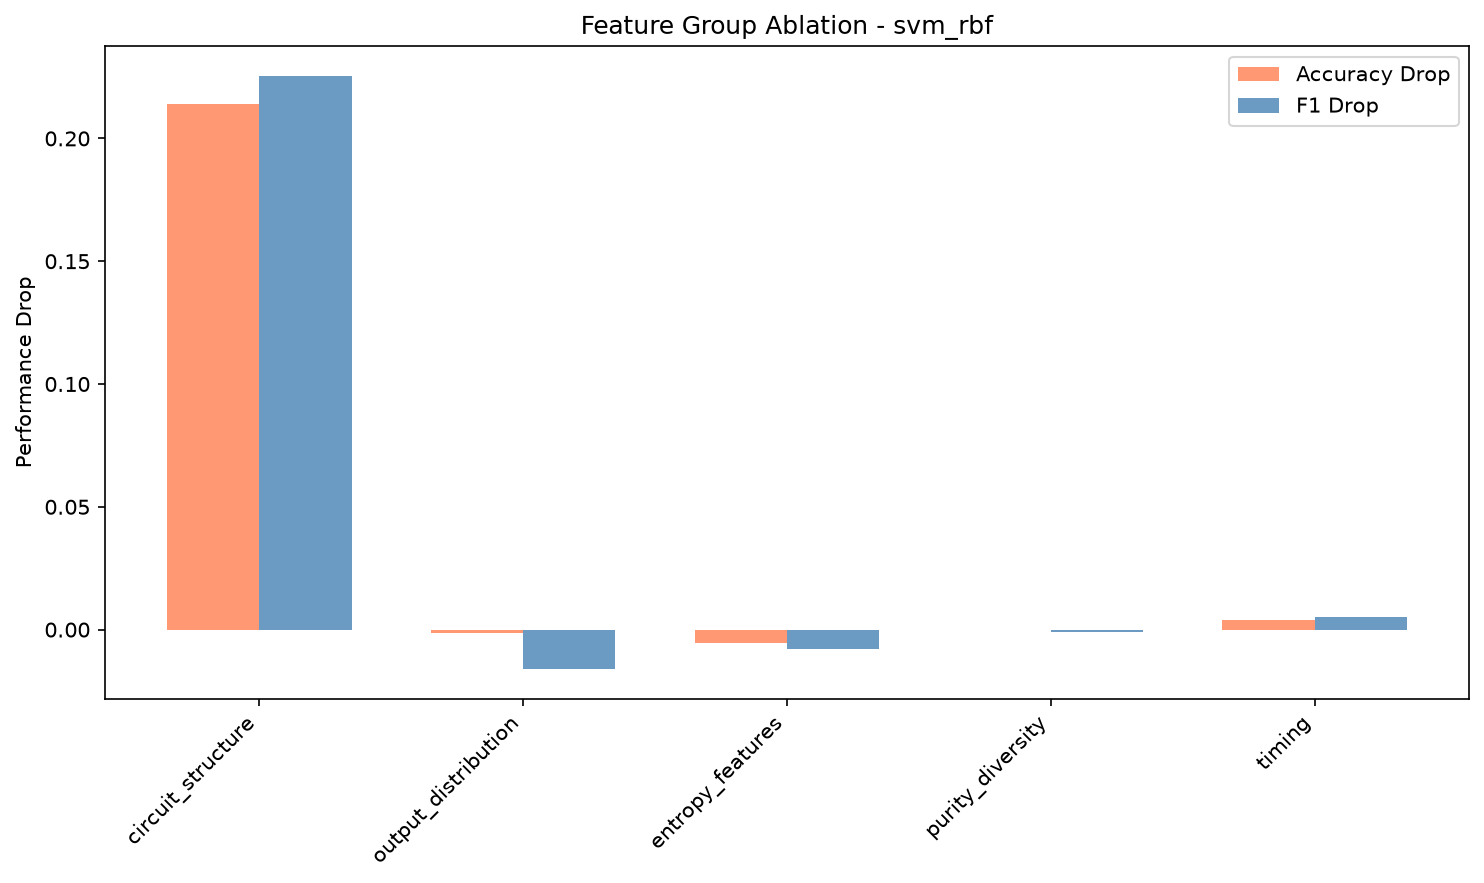 Feature Group Ablation - svm_rbf
Accuracy Drop
F1 Drop
Performance Drop
0.20
0.15
0.10
0.05
0.00
circuit_structure
output_distribution
entropy_features
purity_diversity
timing